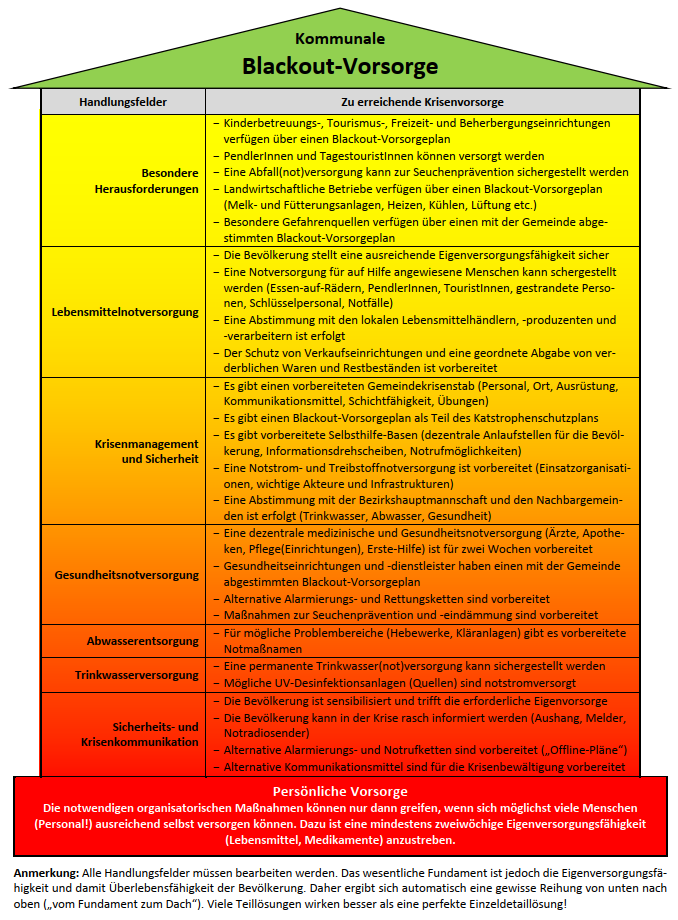 Kommunale
Blackout-Vorsorge
Handlungsfelder
Zu erreichende Krisenvorsorge
Besondere
Herausforderungen
– Kinderbetreuungs-, Tourismus-, Freizeit- und Beherbergungseinrichtungen
verfügen über einen Blackout-Vorsorgeplan
– PendlerInnen und TagestouristInnen können versorgt werden
– Eine Abfall(not)versorgung kann zur Seuchenprävention sichergestellt werden
– Landwirtschaftliche Betriebe verfügen über einen Blackout-Vorsorgeplan
(Melk- und Fütterungsanlagen, Heizen, Kühlen, Lüftung etc.)
– Besondere Gefahrenquellen verfügen über einen mit der Gemeinde abge-
stimmten Blackout-Vorsorgeplan
Lebensmittelnotversorgung
– Die Bevölkerung stellt eine ausreichende Eigenversorgungsfähigkeit sicher
– Eine Notversorgung für auf Hilfe angewiesene Menschen kann schergestellt
werden (Essen-auf-Rädern, PendlerInnen, TouristInnen, gestrandete Perso-
nen, Schlüsselpersonal, Notfälle)
– Eine Abstimmung mit den lokalen Lebensmittelhändlern, -produzenten und
-verarbeitern ist erfolgt
– Der Schutz von Verkaufseinrichtungen und eine geordnete Abgabe von ver-
derblichen Waren und Restbeständen ist vorbereitet
Krisenmanagement
und Sicherheit
– Es gibt einen vorbereiteten Gemeindekrisenstab (Personal, Ort, Ausrüstung,
Kommunikationsmittel, Schichtfähigkeit, Übungen)
– Es gibt einen Blackout-Vorsorgeplan als Teil des Katstrophenschutzplans
– Es gibt vorbereitete Selbsthilfe-Basen (dezentrale Anlaufstellen für die Bevöl-
kerung, Informationsdrehscheiben, Notrufmöglichkeiten)
– Eine Notstrom- und Treibstoffnotversorgung ist vorbereitet (Einsatzorganisati-
onen, wichtige Akteure und Infrastrukturen)
– Eine Abstimmung mit der Bezirkshauptmannschaft und den Nachbargemein-
den ist erfolgt (Trinkwasser, Abwasser, Gesundheit)
Gesundheitsnotversorgung
– Eine dezentrale medizinische und Gesundheitsnotversorgung (Ärzte, Apothe-
ken, Pflege(Einrichtungen), Erste-Hilfe) ist für zwei Wochen vorbereitet
– Gesundheitseinrichtungen und -dienstleister haben einen mit der Gemeinde
abgestimmten Blackout-Vorsorgeplan
– Alternative Alarmierungs- und Rettungsketten sind vorbereitet
– Maßnahmen zur Seuchenprävention und -eindämmung sind vorbereitet
Abwasserentsorgung
– Für mögliche Problembereiche (Hebewerke, Kläranlagen) gibt es vorbereitete
Notmaßnamen
Trinkwasserversorgung
– Eine permanente Trinkwasser(not)versorgung kann sichergestellt werden
– Mögliche UV-Desinfektionsanlagen (Quellen) sind notstromversorgt
Sicherheits- und
Krisenkommunikation
– Die Bevölkerung ist sensibilisiert und trifft die erforderliche Eigenvorsorge
– Die Bevölkerung kann in der Krise rasch informiert werden (Aushang, Melder,
Notradiosender)
– Alternative Alarmierungs- und Notrufketten sind vorbereitet („Offline-Pläne“)
– Alternative Kommunikationsmittel sind für die Krisenbewältigung vorbereitet
Persönliche Vorsorge
Die notwendigen organisatorischen Maßnahmen können nur dann greifen, wenn sich möglichst viele Menschen
(Personal!) ausreichend selbst versorgen können. Dazu ist eine mindestens zweiwöchige Eigenversorgungsfähigkeit
(Lebensmittel, Medikamente) anzustreben.
Anmerkung: Alle Handlungsfelder müssen bearbeitet werden. Das wesentliche Fundament ist jedoch die Eigenversorgungsfä-
higkeit und damit Überlebensfähigkeit der Bevölkerung. Daher ergibt sich automatisch eine gewisse Reihung von unten nach
oben („vom Fundament zum Dach“). Viele Teillösungen wirken besser als eine perfekte Einzeldetaillösung!